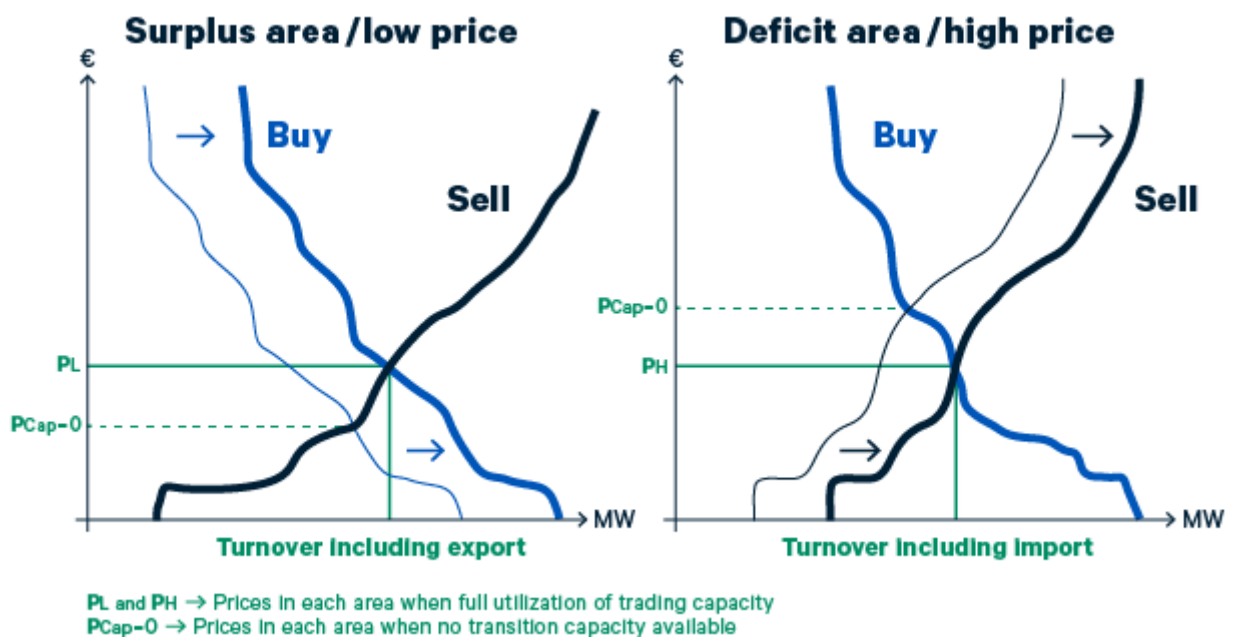 Surplus area/low price
€
Buy
Sell
PL
PCap-0
MW
Turnover including export
Deficit area/high price
€
Buy
Sell
PCap-0
PH
MW
Turnover including import
PL and PH → Prices in each area when full utilization of trading capacity
PCap-0 → Prices in each area when no transition capacity available